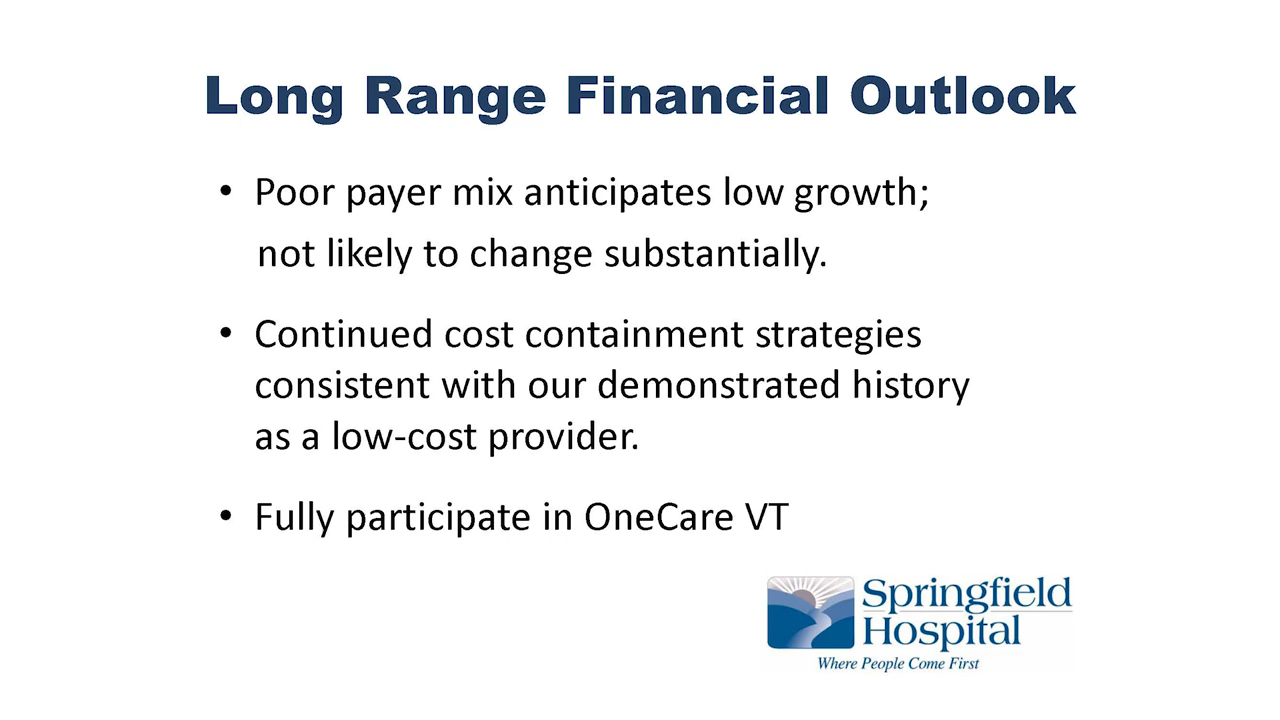 Long Range Financial Outlook
• Poor payer mix anticipates low growth;
not likely to change substantially.
• Continued cost containment strategies
consistent with our demonstrated history
as a low-cost provider.
• Fully participate in OneCare VT
Springfield
Hospital
Where People Come First